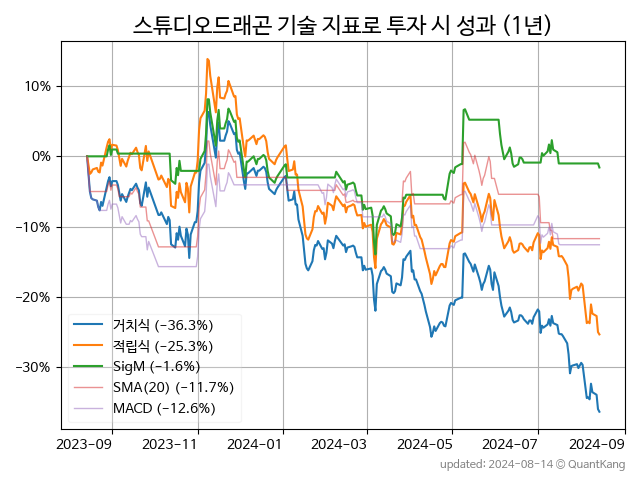 스튜디오드래곤 기술 지표로 투자 시 성과 (1년)
10%
0%
−10%
−20%
−30%
거치식 (−36.3%)
적립식 (−25.3%)
SigM (−1.6%)
SMA(20) (−11.7%)
MACD (−12.6%)
2023-09 2023-11 2024-01 2024-03 2024-05 2024-07 2024-09
updated: 2024-08-14 © QuantKang